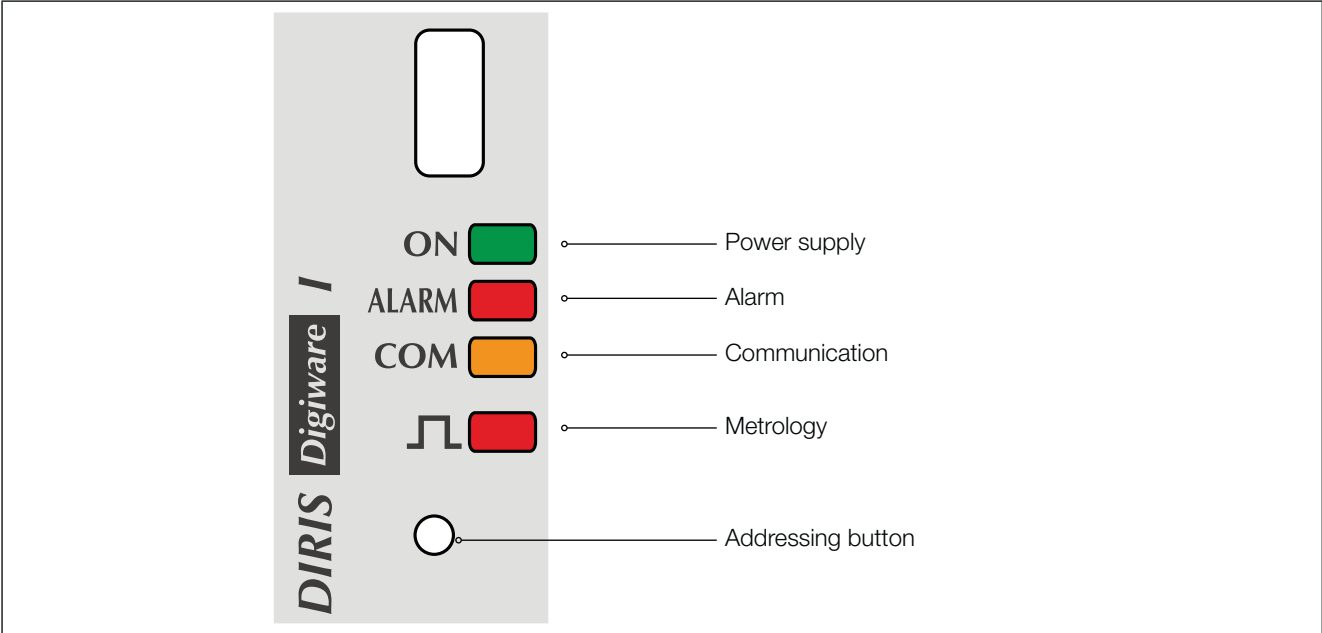 ON
Power supply
ALARM
Alarm
COM
Communication
Metrology
Addressing button
DIRIS Digiware I